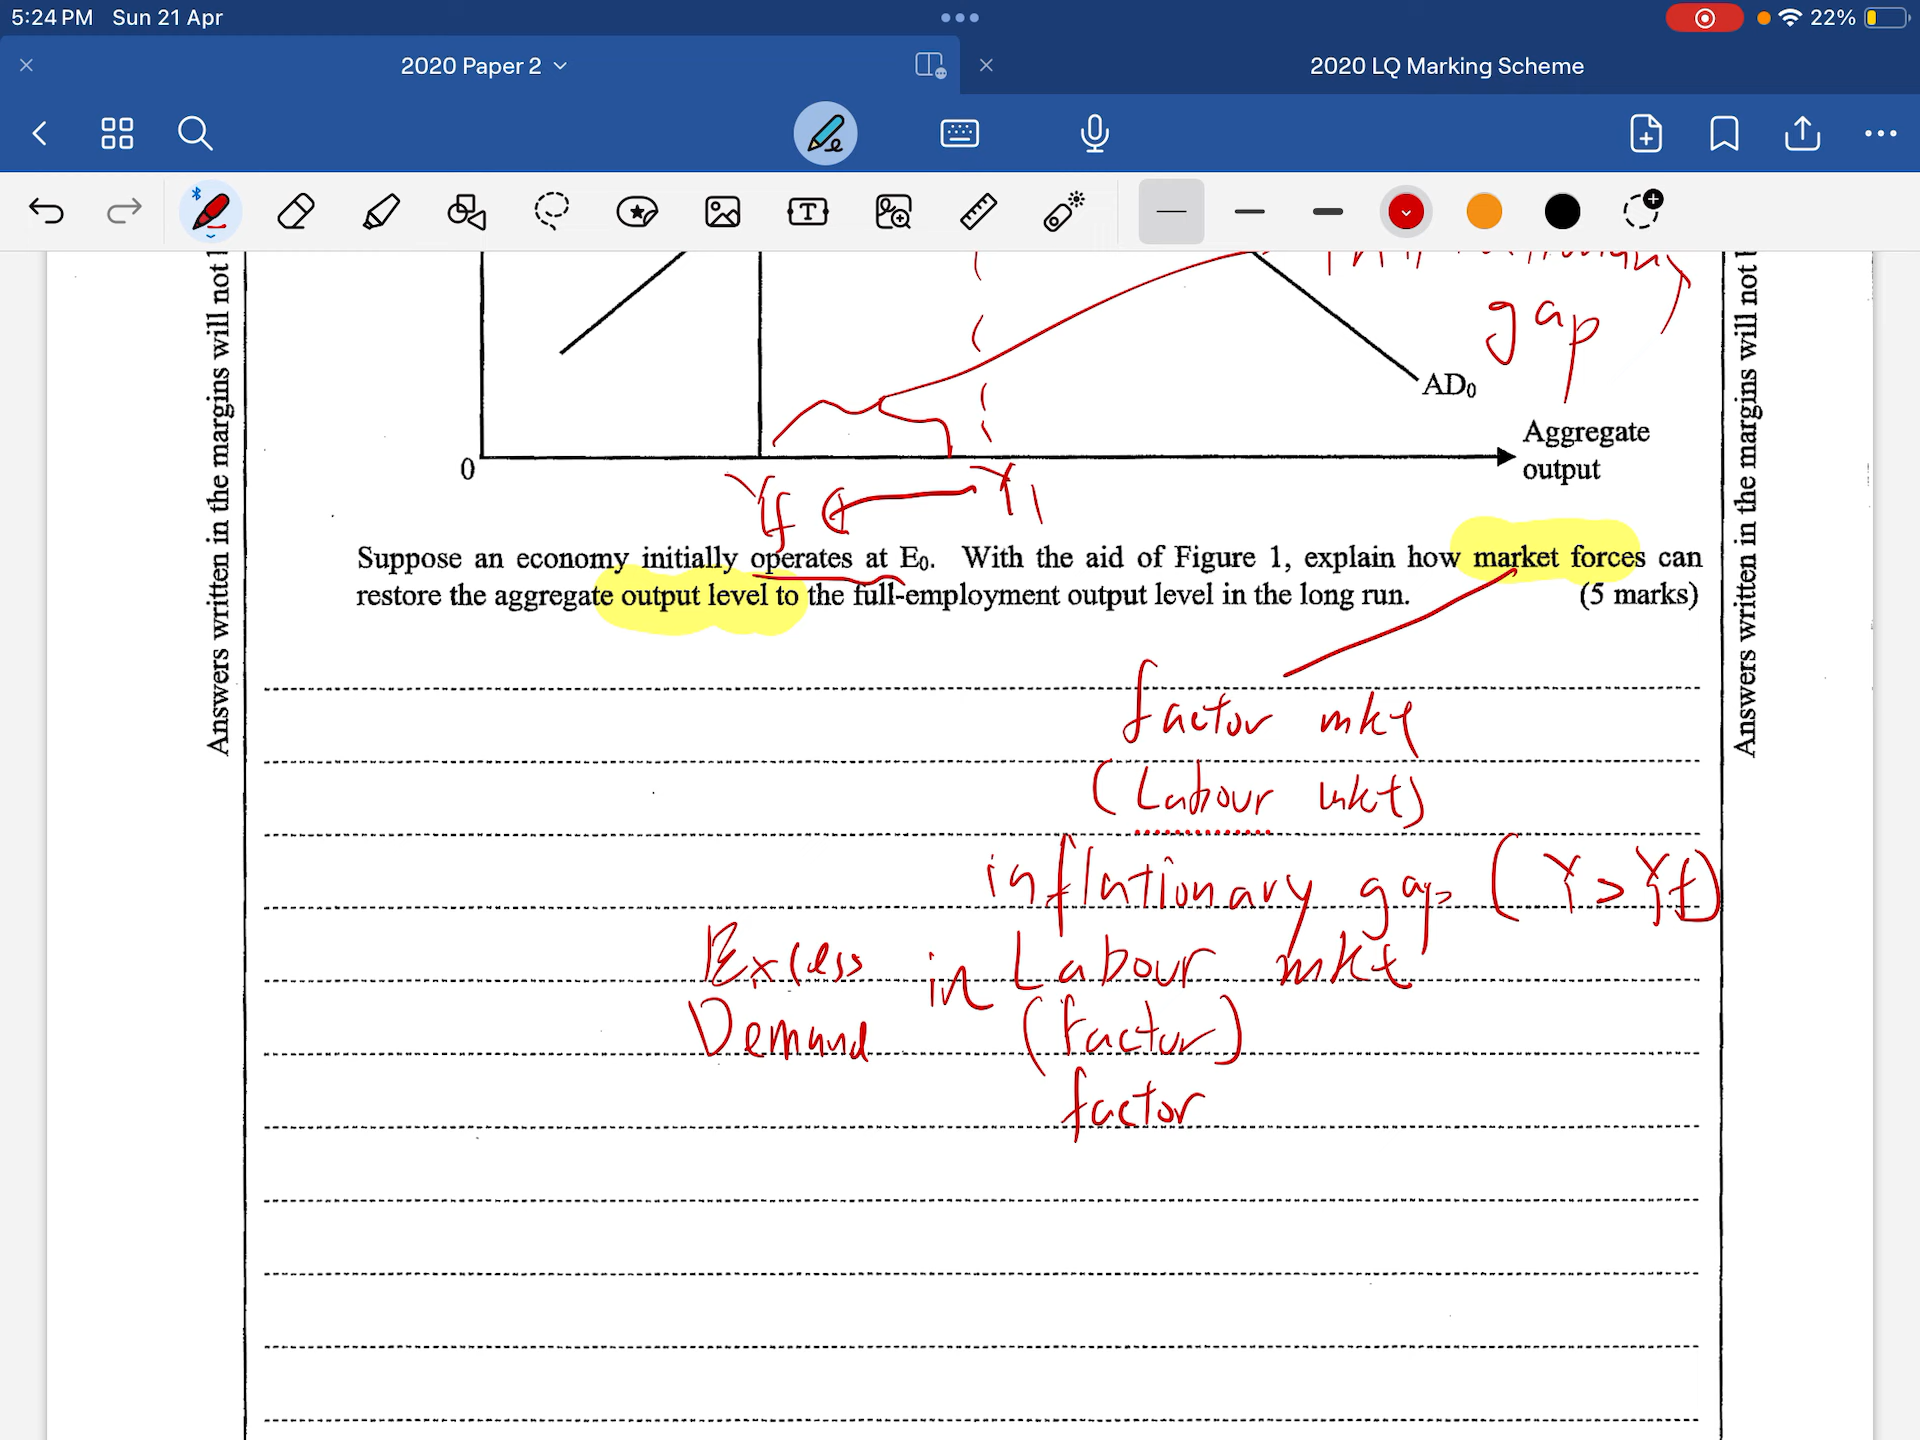 5:24 PM Sun 21 Apr
22%
2020 Paper 2
2020 LQ Marking Scheme
gap
AD0
Aggregate
output
0
Yf
Y1
Suppose an economy initially operates at E0. With the aid of Figure 1, explain how market forces can
restore the aggregate output level to the full-employment output level in the long run. (5 marks)
factor mkt
(Labour mkt)
inflationary gap (Y > Yf)
Excess in Labour mkt
Demand (factor)
factor
Answers written in the margins will not
Answers written in the margins will not